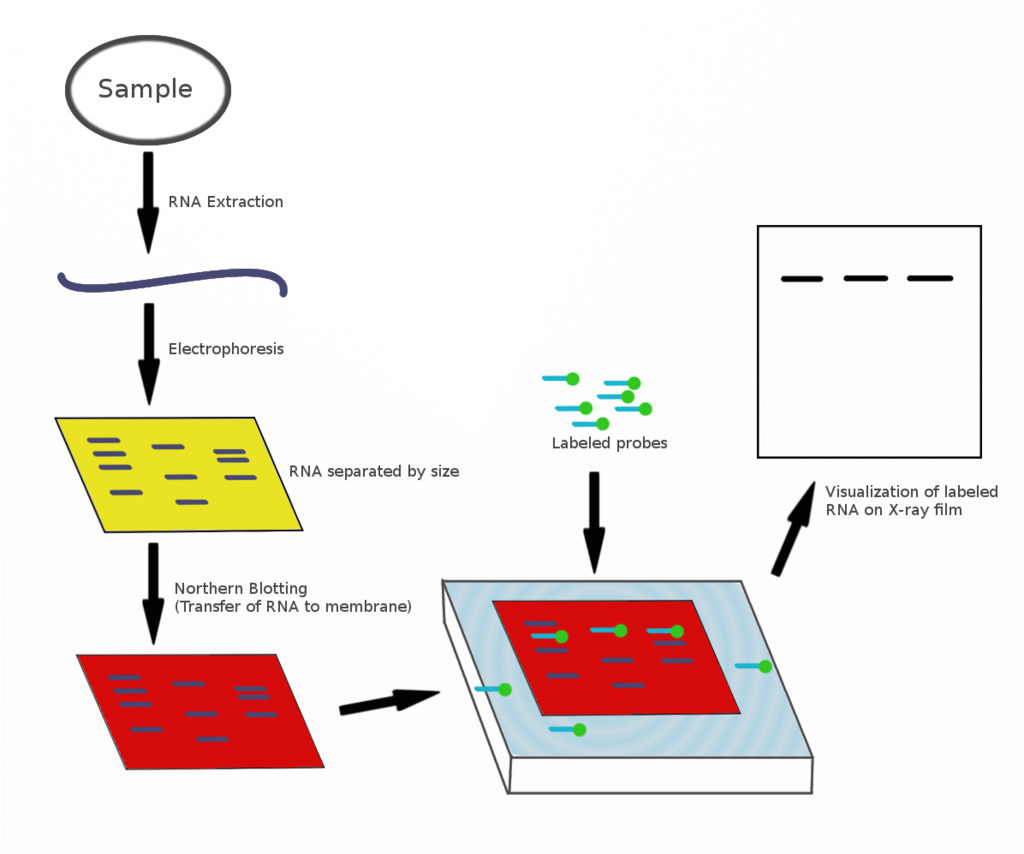 Sample
RNA Extraction
Electrophoresis
RNA separated by size
Northern Blotting
(Transfer of RNA to membrane)
Labeled probes
Visualization of labeled
RNA on X-ray film